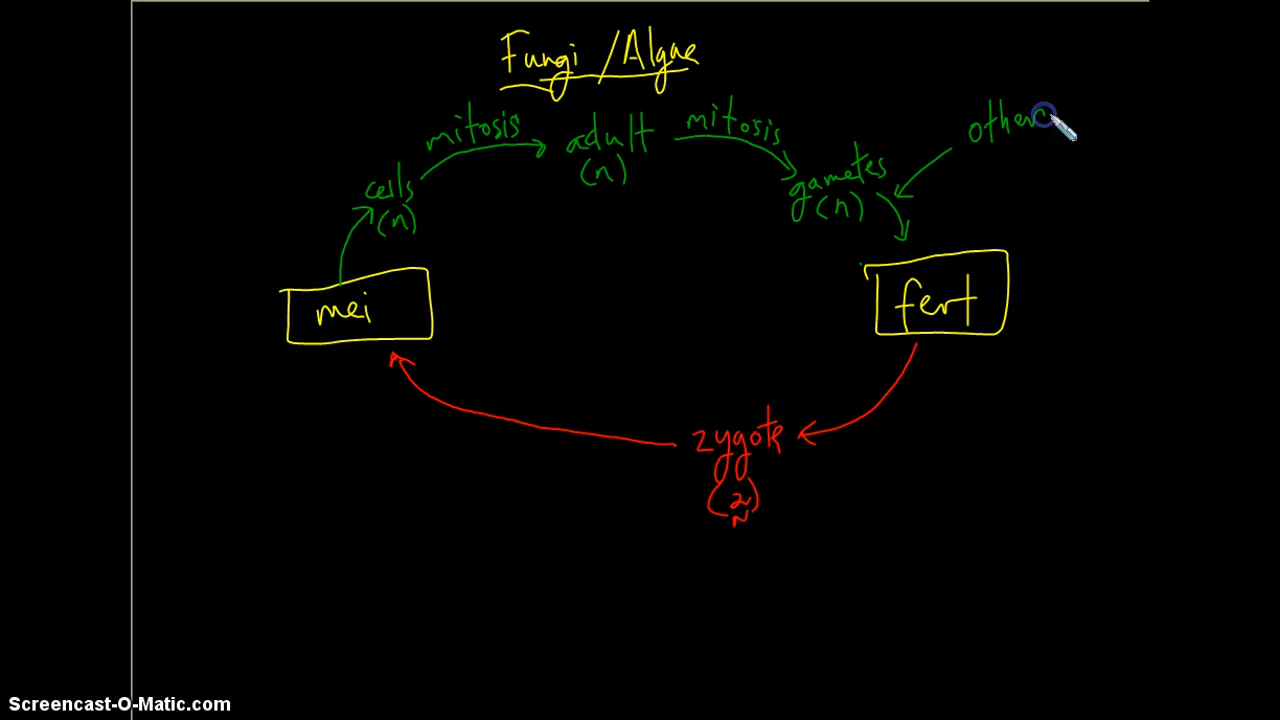 Fungi / Algae
mitosis
adult
(n)
mitosis
other
cells
(n)
gametes
(n)
mei
fert
zygote
(2n)
Screencast-O-Matic.com